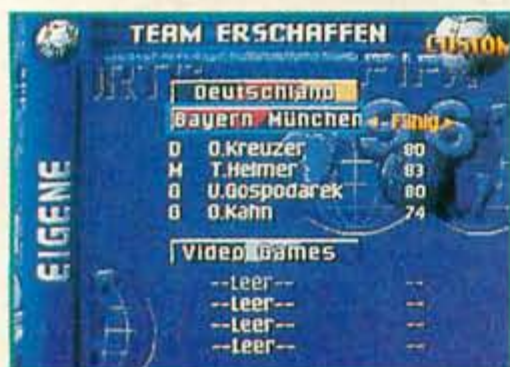 TEAM ERSCHAFFEN
CUSTOM
Deutschland
Bayern München Fähig
D O.Kreuzer 80
M T.Helmer 83
G U.Gospodarek 80
G O.Kahn 74
EIGENE
Video Games
--Leer-- --
--Leer-- --
--Leer-- --
--Leer-- --